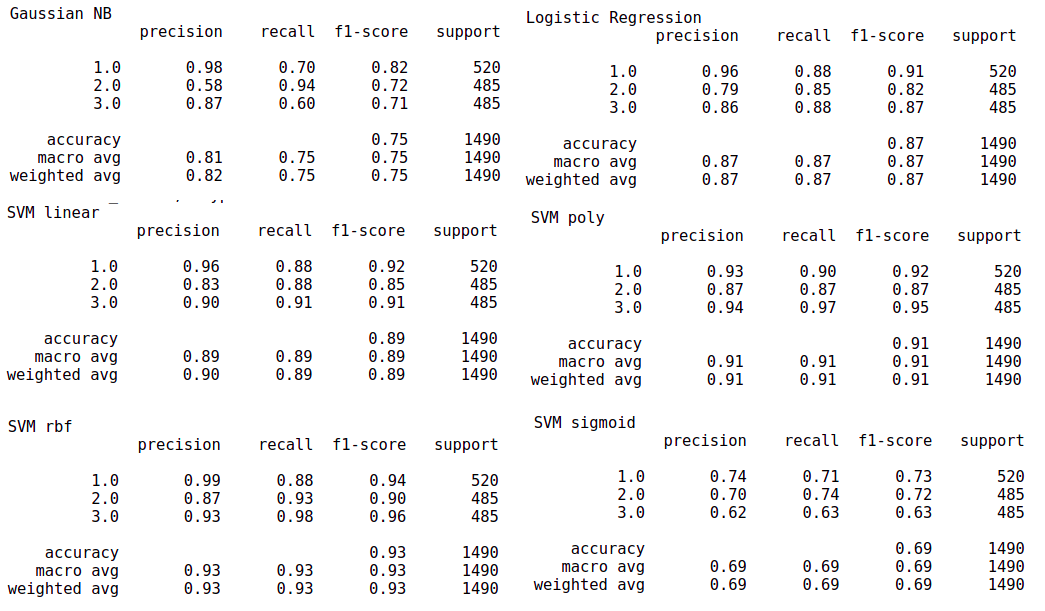 Gaussian NB
precision recall f1-score support
1.0 0.98 0.70 0.82 520
2.0 0.58 0.94 0.72 485
3.0 0.87 0.60 0.71 485
accuracy 0.75 1490
macro avg 0.81 0.75 0.75 1490
weighted avg 0.82 0.75 0.75 1490
Logistic Regression
precision recall f1-score support
1.0 0.96 0.88 0.91 520
2.0 0.79 0.85 0.82 485
3.0 0.86 0.88 0.87 485
accuracy 0.87 1490
macro avg 0.87 0.87 0.87 1490
weighted avg 0.87 0.87 0.87 1490
SVM linear
precision recall f1-score support
1.0 0.96 0.88 0.92 520
2.0 0.83 0.88 0.85 485
3.0 0.90 0.91 0.91 485
accuracy 0.89 1490
macro avg 0.89 0.89 0.89 1490
weighted avg 0.90 0.89 0.89 1490
SVM poly
precision recall f1-score support
1.0 0.93 0.90 0.92 520
2.0 0.87 0.87 0.87 485
3.0 0.94 0.97 0.95 485
accuracy 0.91 1490
macro avg 0.91 0.91 0.91 1490
weighted avg 0.91 0.91 0.91 1490
SVM rbf
precision recall f1-score support
1.0 0.99 0.88 0.94 520
2.0 0.87 0.93 0.90 485
3.0 0.93 0.98 0.96 485
accuracy 0.93 1490
macro avg 0.93 0.93 0.93 1490
weighted avg 0.93 0.93 0.93 1490
SVM sigmoid
precision recall f1-score support
1.0 0.74 0.71 0.73 520
2.0 0.70 0.74 0.72 485
3.0 0.62 0.63 0.63 485
accuracy 0.69 1490
macro avg 0.69 0.69 0.69 1490
weighted avg 0.69 0.69 0.69 1490